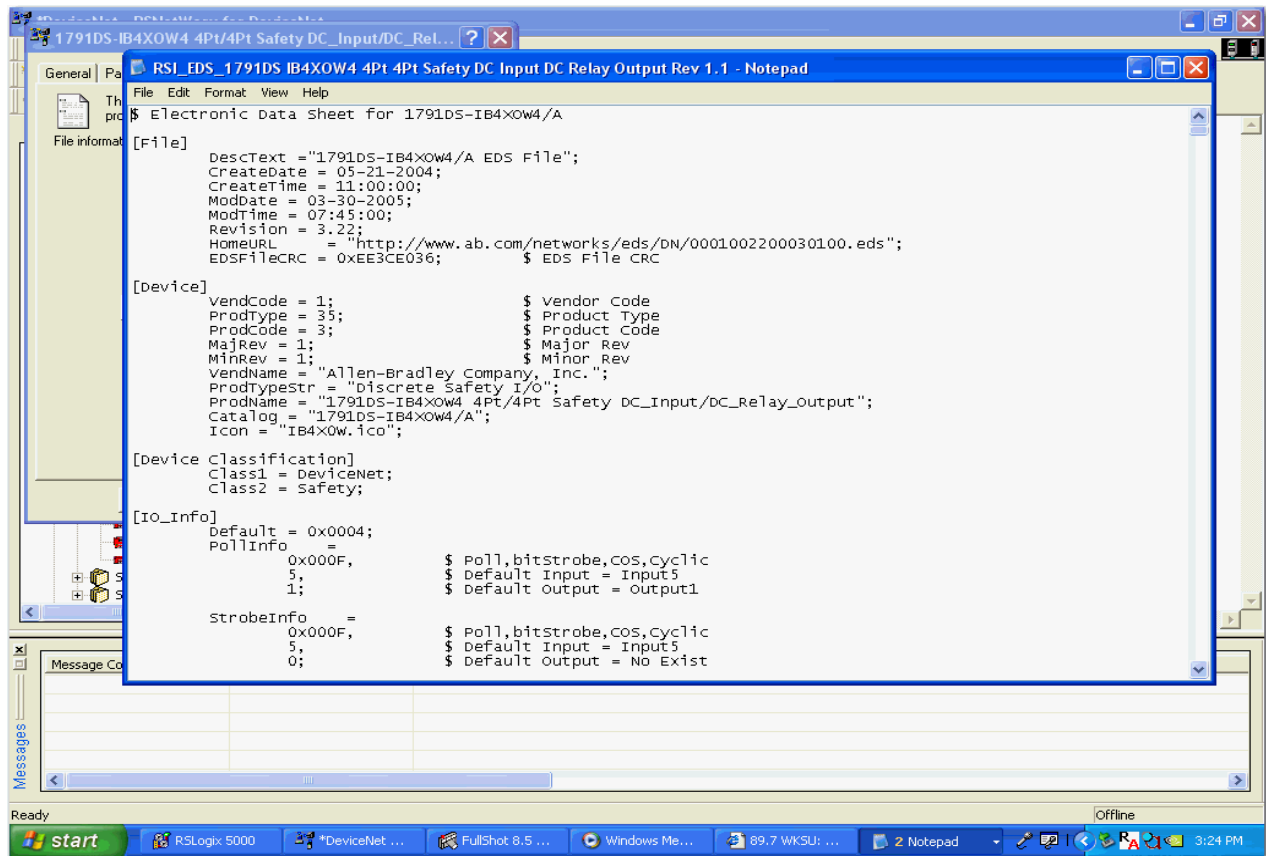 *DeviceNet - RSNetWorx for DeviceNet
1791DS-IB4XOW4 4Pt/4Pt Safety DC_Input/DC_Rel...
General
File informat
RSI_EDS_1791DS IB4XOW4 4Pt 4Pt Safety DC Input DC Relay Output Rev 1.1 - Notepad
File Edit Format View Help
$ Electronic Data Sheet for 1791DS-IB4XOW4/A
[File]
DescText ="1791DS-IB4XOW4/A EDS File";
CreateDate = 05-21-2004;
CreateTime = 11:00:00;
ModDate = 03-30-2005;
ModTime = 07:45:00;
Revision = 3.22;
HomeURL = "http://www.ab.com/networks/eds/DN/0001002200030100.eds";
EDSFileCRC = 0xEE3CE036; $ EDS File CRC
[Device]
VendCode = 1; $ Vendor Code
ProdType = 35; $ Product Type
ProdCode = 3; $ Product Code
MajRev = 1; $ Major Rev
MinRev = 1; $ Minor Rev
VendName = "Allen-Bradley Company, Inc.";
ProdTypeStr = "Discrete Safety I/O";
ProdName = "1791DS-IB4XOW4 4Pt/4Pt Safety DC_Input/DC_Relay_Output";
Catalog = "1791DS-IB4XOW4/A";
Icon = "IB4XOW.ico";
[Device Classification]
Class1 = DeviceNet;
Class2 = Safety;
[IO_Info]
Default = 0x0004;
PollInfo =
0x000F, $ Poll,bitStrobe,COS,Cyclic
5, $ Default Input = Input5
1; $ Default Output = Output1
StrobeInfo =
0x000F, $ Poll,bitStrobe,COS,Cyclic
5, $ Default Input = Input5
0; $ Default Output = No Exist
Message Co
Messages
Ready
Offline
start
RSLogix 5000
*DeviceNet ...
FullShot 8.5 ...
Windows Me...
89.7 WKSU: ...
2 Notepad
3:24 PM